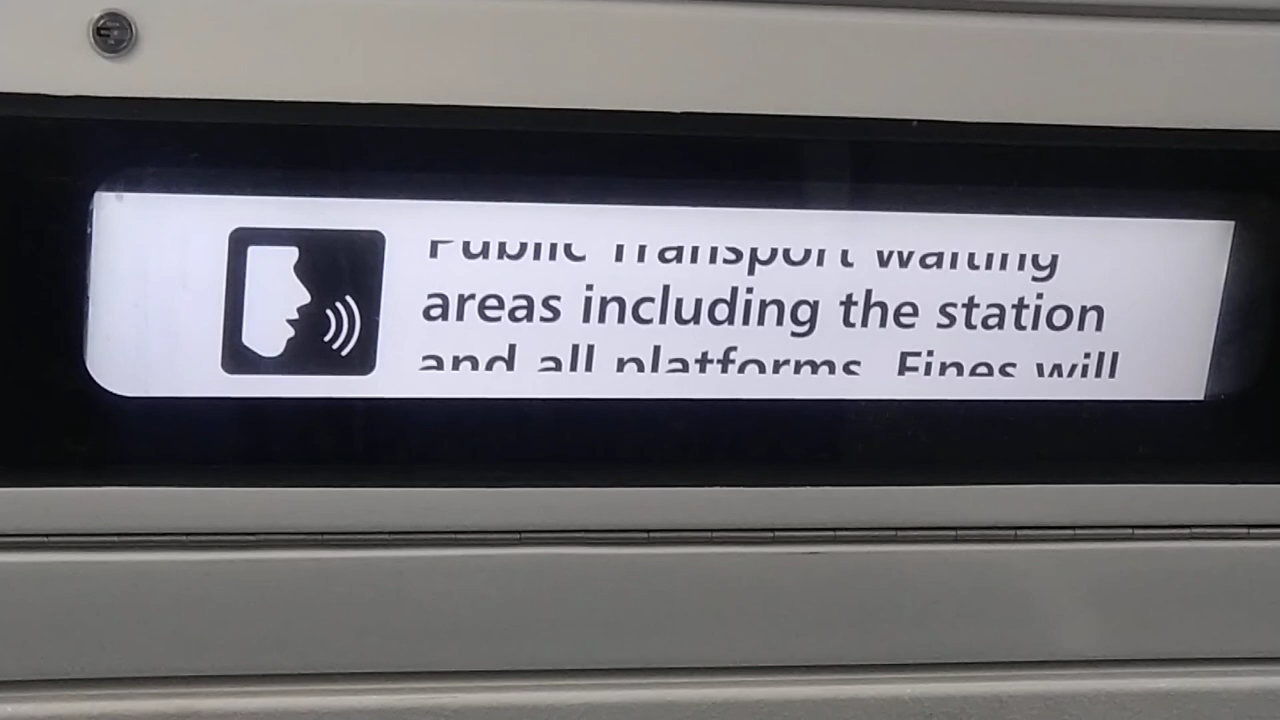 Public Transport waiting
areas including the station
and all platforms. Fines will